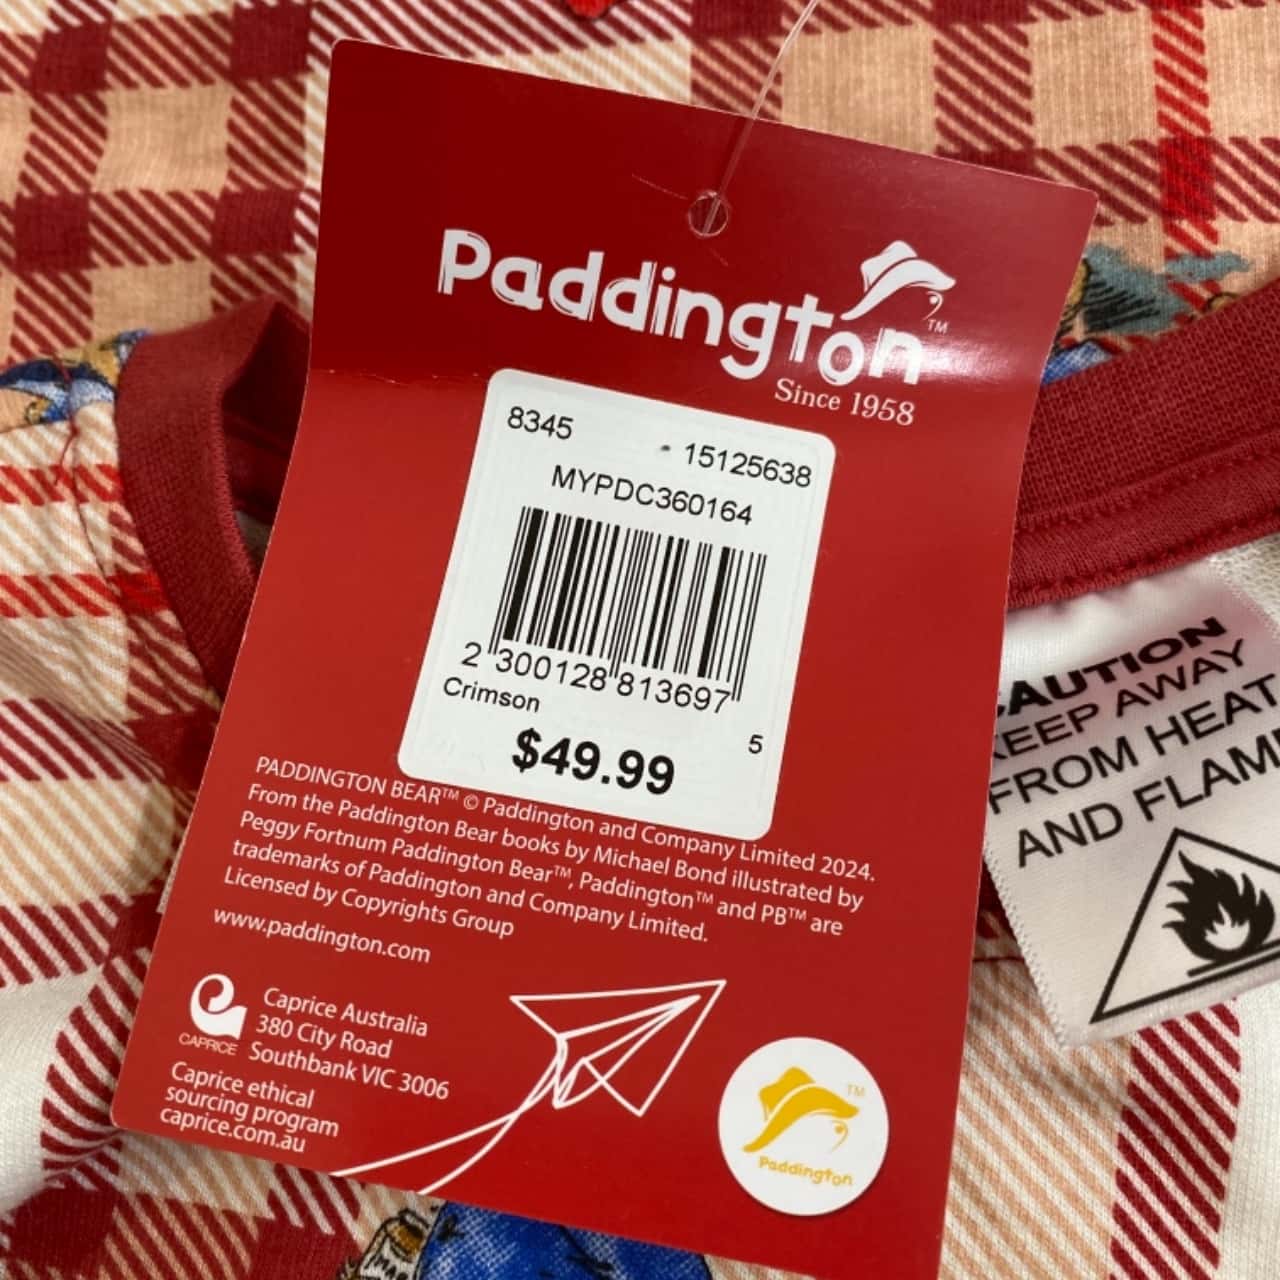 Paddington TM
Since 1958
8345
15125638
MYPDC360164
2 300128 813697
Crimson
5
$49.99
PADDINGTON BEAR™ © Paddington and Company Limited 2024.
From the Paddington Bear books by Michael Bond illustrated by
Peggy Fortnum Paddington Bear™, Paddington™ and PB™ are
trademarks of Paddington and Company Limited.
Licensed by Copyrights Group
www.paddington.com
CAPRICE
Caprice Australia
380 City Road
Southbank VIC 3006
Caprice ethical
sourcing program
caprice.com.au
TM
Paddington
CAUTION
KEEP AWAY
FROM HEAT
AND FLAME